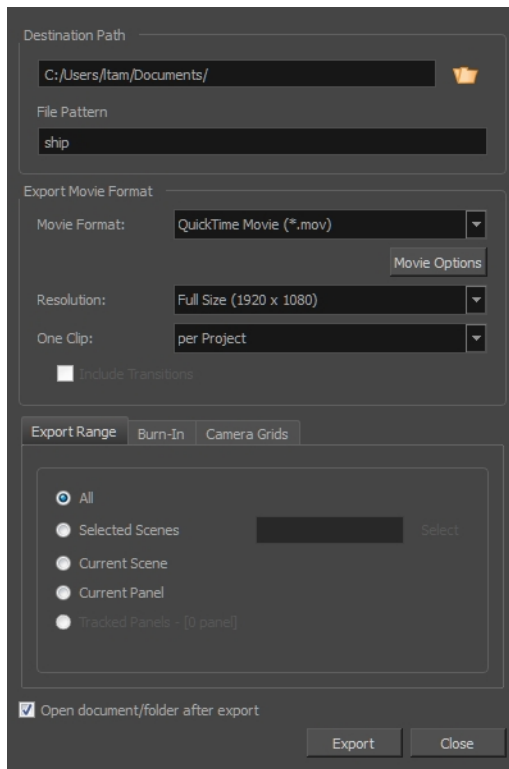 Destination Path
C:/Users/ltam/Documents/
File Pattern
ship
Export Movie Format
Movie Format: QuickTime Movie (*.mov)
Movie Options
Resolution: Full Size (1920 x 1080)
One Clip: per Project
Include Transitions
Export Range Burn-In Camera Grids
All
Selected Scenes Select
Current Scene
Current Panel
Tracked Panels - [0 panel]
Open document/folder after export
Export Close